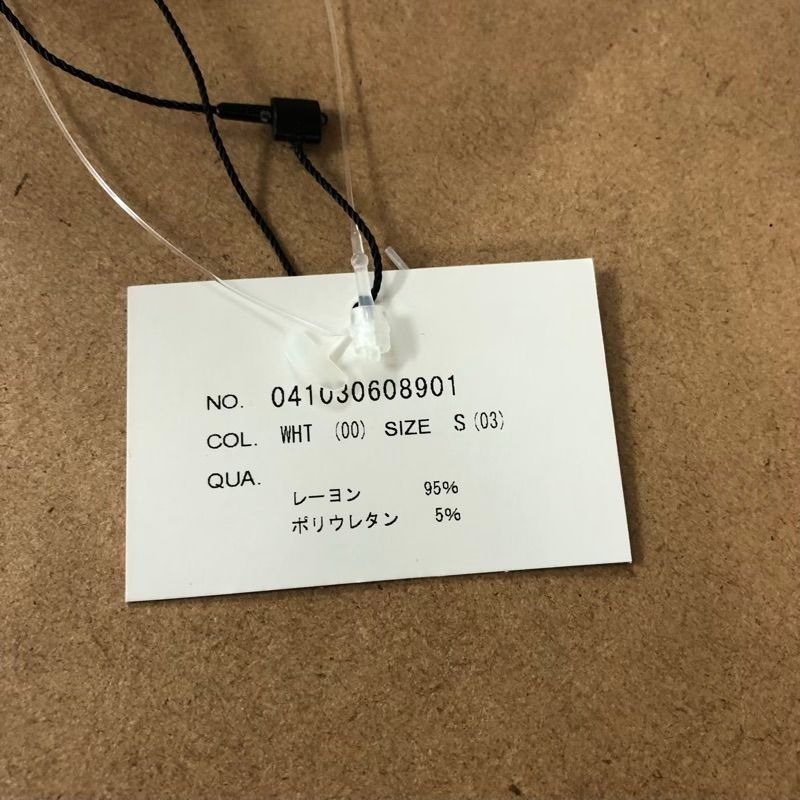 NO. 041030608901
COL. WHT (00) SIZE S (03)
QUA.
レーヨン 95%
ポリウレタン 5%